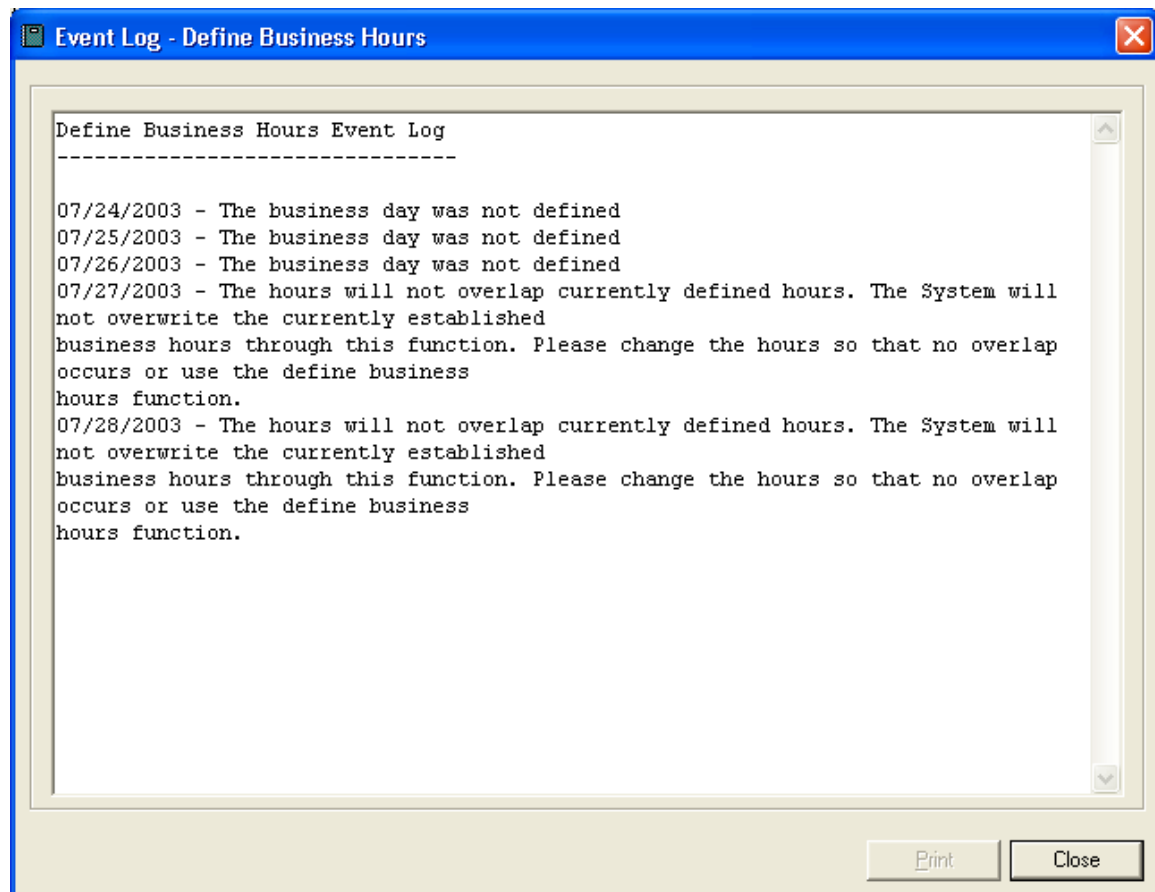 Event Log - Define Business Hours
Define Business Hours Event Log
--------------------------------
07/24/2003 - The business day was not defined
07/25/2003 - The business day was not defined
07/26/2003 - The business day was not defined
07/27/2003 - The hours will not overlap currently defined hours. The System will
not overwrite the currently established
business hours through this function. Please change the hours so that no overlap
occurs or use the define business
hours function.
07/28/2003 - The hours will not overlap currently defined hours. The System will
not overwrite the currently established
business hours through this function. Please change the hours so that no overlap
occurs or use the define business
hours function.
Print
Close